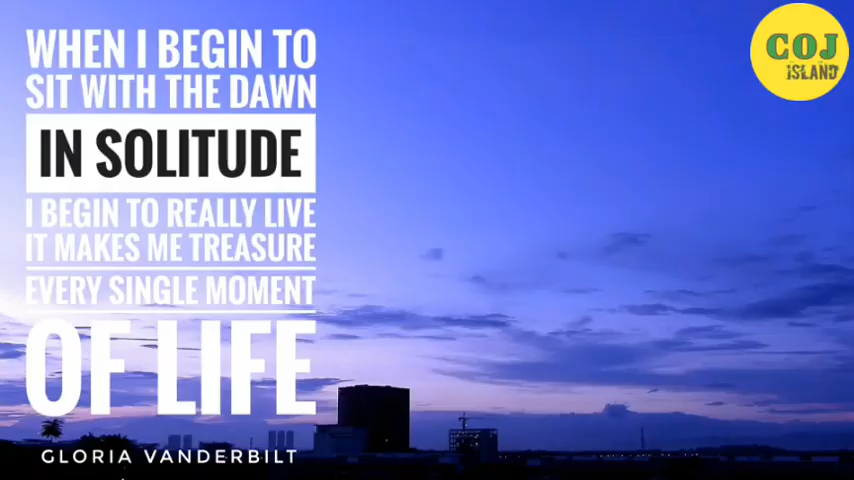 WHEN I BEGIN TO
SIT WITH THE DAWN
IN SOLITUDE
I BEGIN TO REALLY LIVE
IT MAKES ME TREASURE
EVERY SINGLE MOMENT
OF LIFE
GLORIA VANDERBILT
COJ
ISLAND